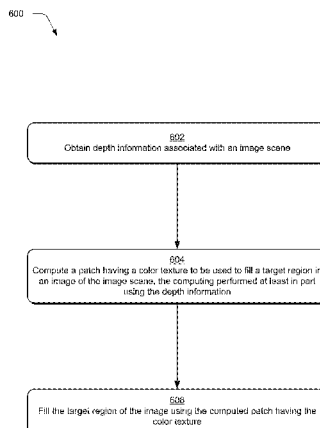 600
602
Obtain depth information associated with an image scene
604
Compute a patch having a color texture to be used to fill a target region in
an image of the image scene, the computing performed at least in part
using the depth information
606
Fill the target region of the image using the computed patch having the
color texture